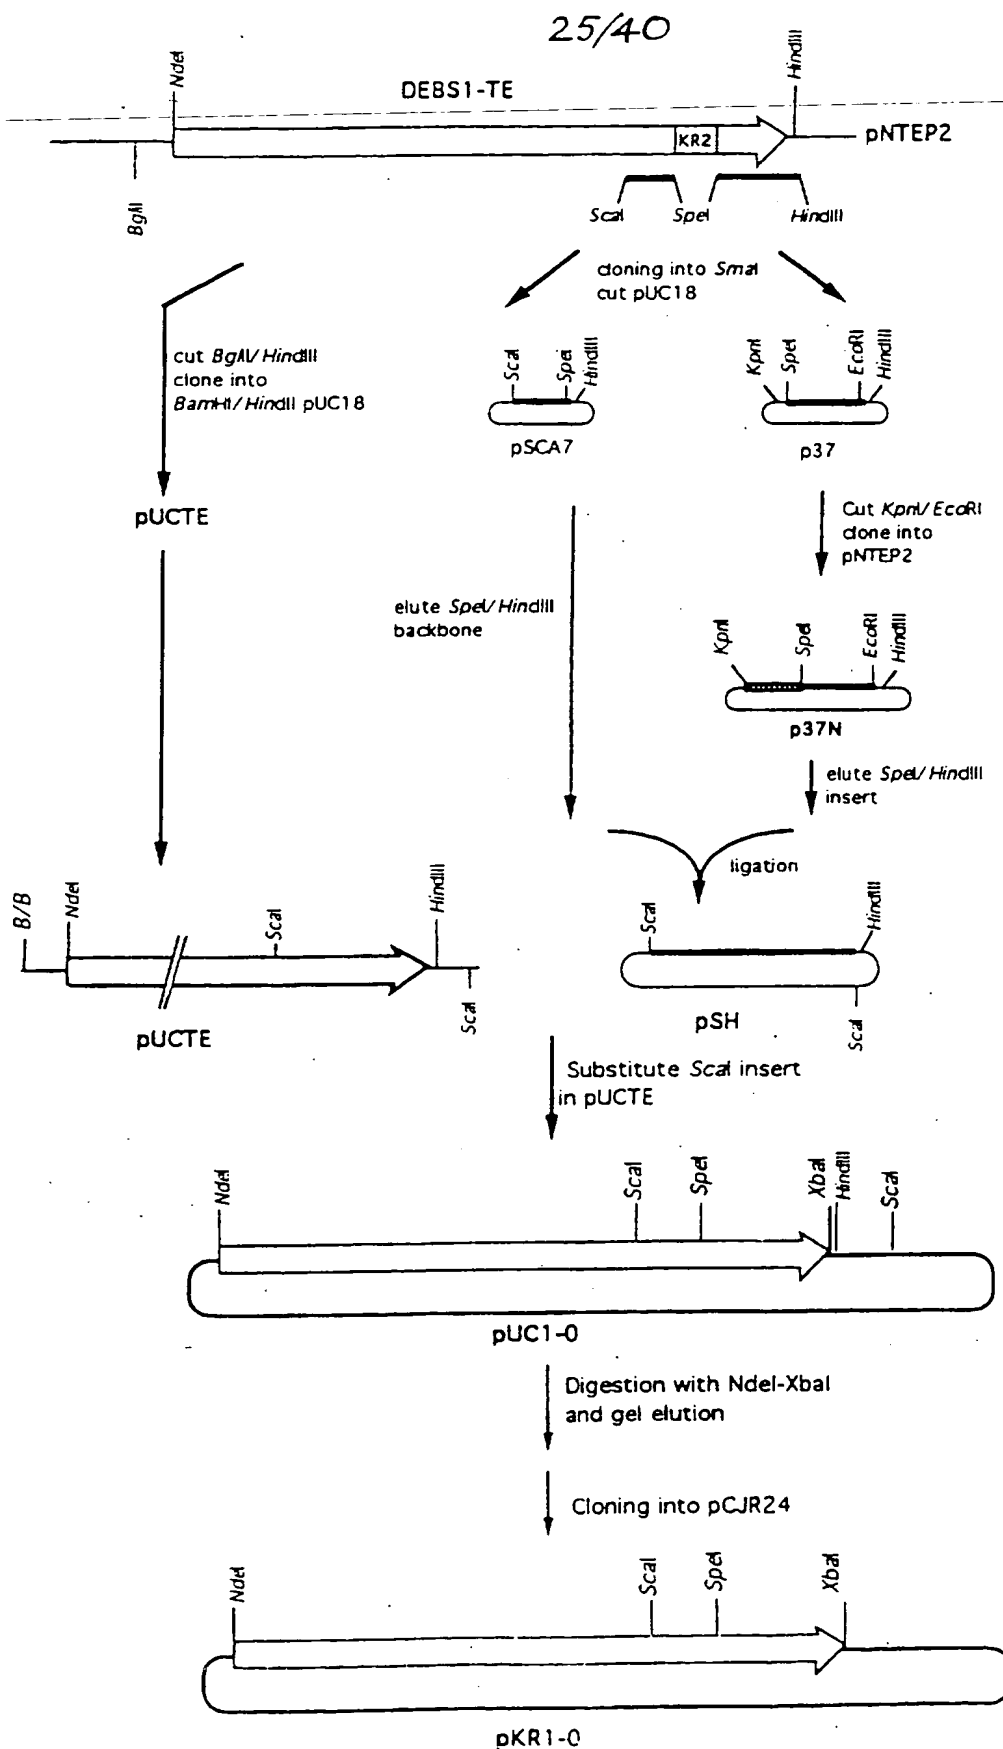 25/40
NdeI
HindIII
DEBS1-TE
KR2
pNTEP2
BglII
ScaI
SpeI
HindIII
cloning into SmaI
cut pUC18
cut BglII/HindIII
clone into
BamHI/HindII pUC18
ScaI
SpeI
HindIII
pSCA7
KpnI
SpeI
EcoRI
HindIII
p37
pUCTE
Cut KpnI/EcoRI
clone into
pNTEP2
elute SpeI/HindIII
backbone
KpnI
SpeI
EcoRI
HindIII
p37N
elute SpeI/HindIII
insert
ligation
B/B
NdeI
ScaI
HindIII
ScaI
pUCTE
ScaI
HindIII
pSH
ScaI
Substitute ScaI insert
in pUCTE
NdeI
ScaI
SpeI
XbaI
HindIII
ScaI
pUC1-0
Digestion with NdeI-XbaI
and gel elution
Cloning into pCJR24
NdeI
ScaI
SpeI
XbaI
pKR1-0